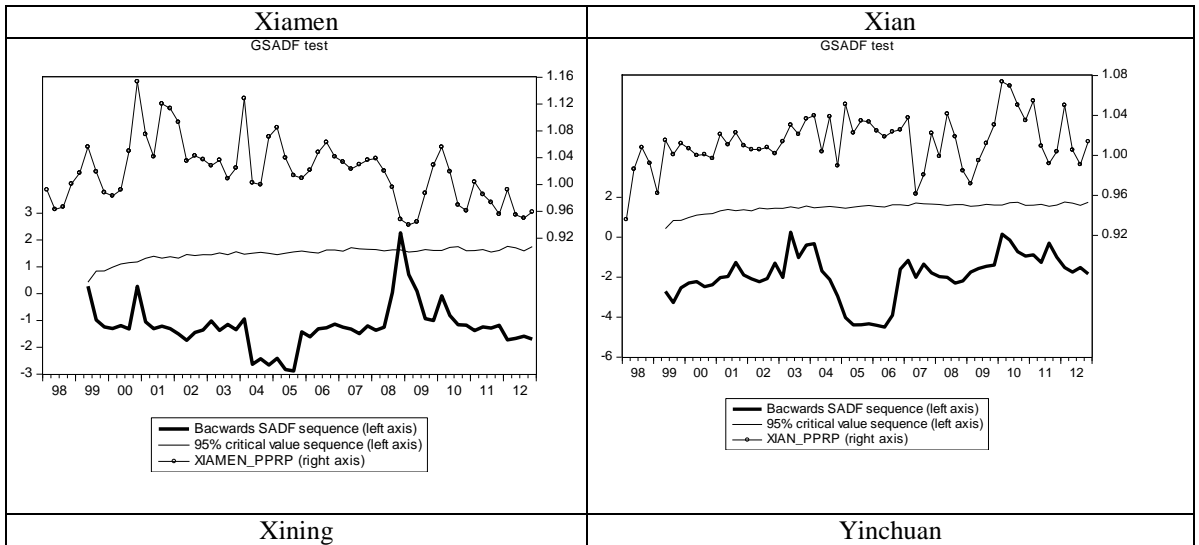 Xiamen
Xian
GSADF test
1.16
1.12
1.08
1.04
1.00
0.96
0.92
3
2
1
0
-1
-2
-3
98 99 00 01 02 03 04 05 06 07 08 09 10 11 12
Bacwards SADF sequence (left axis)
95% critical value sequence (left axis)
XIAMEN_PPRP (right axis)
GSADF test
1.08
1.04
1.00
0.96
0.92
2
0
-2
-4
-6
98 99 00 01 02 03 04 05 06 07 08 09 10 11 12
Bacwards SADF sequence (left axis)
95% critical value sequence (left axis)
XIAN_PPRP (right axis)
Xining
Yinchuan